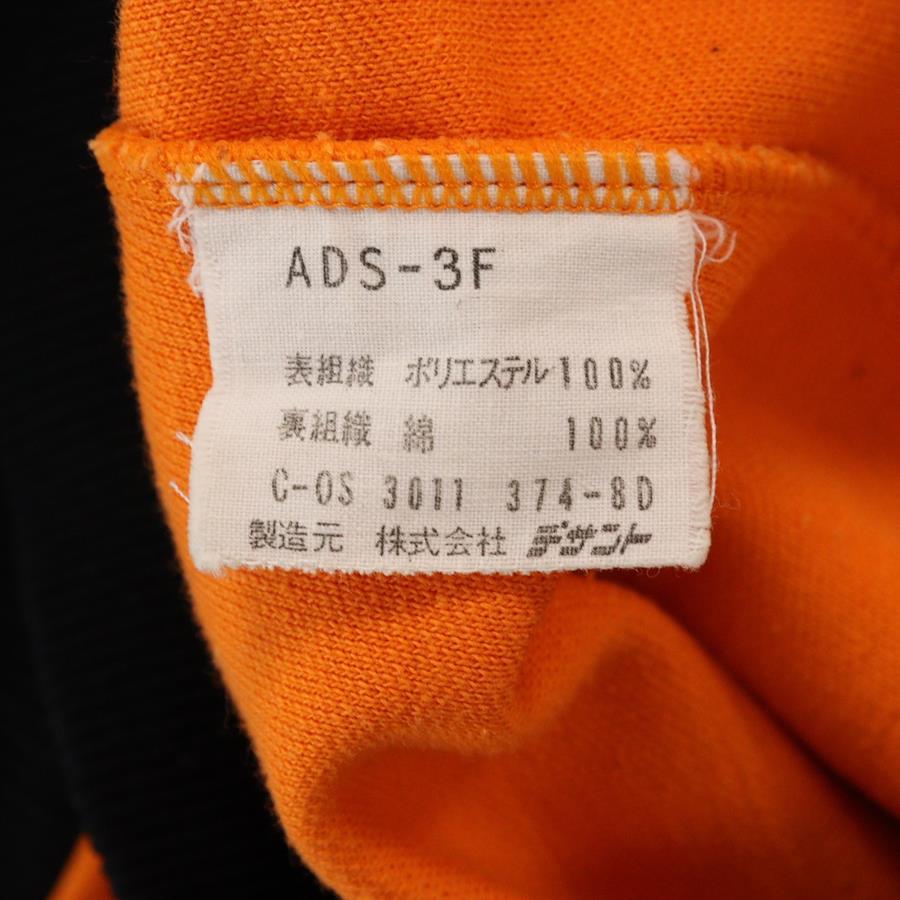 ADS-3F
表組織 ポリエステル100%
裏組織 綿 100%
C-OS 3011 374-8D
製造元 株式会社 デサント